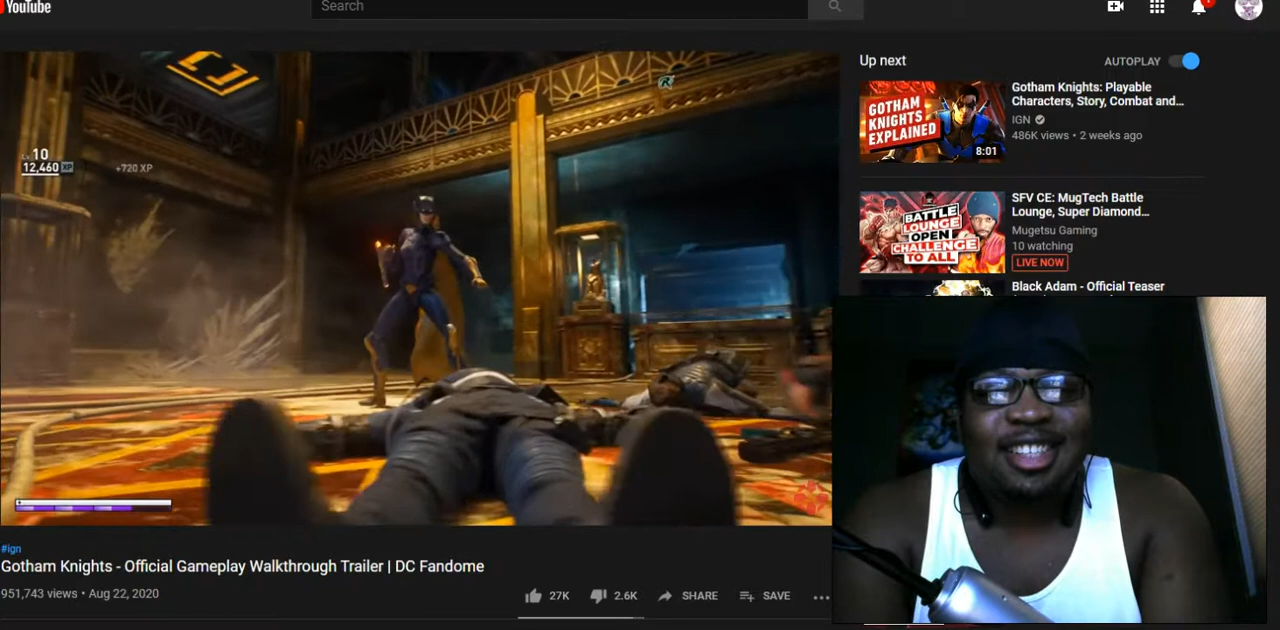 YouTube
Search
Up next
AUTOPLAY
Lv. 10
12,460 XP
+720 XP
GOTHAM
KNIGHTS
EXPLAINED
8:01
Gotham Knights: Playable
Characters, Story, Combat and...
IGN
486K views • 2 weeks ago
BATTLE
LOUNGE
OPEN
CHALLENGE
TO ALL
SFV CE: MugTech Battle
Lounge, Super Diamond...
Mugetsu Gaming
10 watching
LIVE NOW
Black Adam - Official Teaser
#ign
Gotham Knights - Official Gameplay Walkthrough Trailer | DC Fandome
951,743 views • Aug 22, 2020
27K
2.6K
SHARE
SAVE